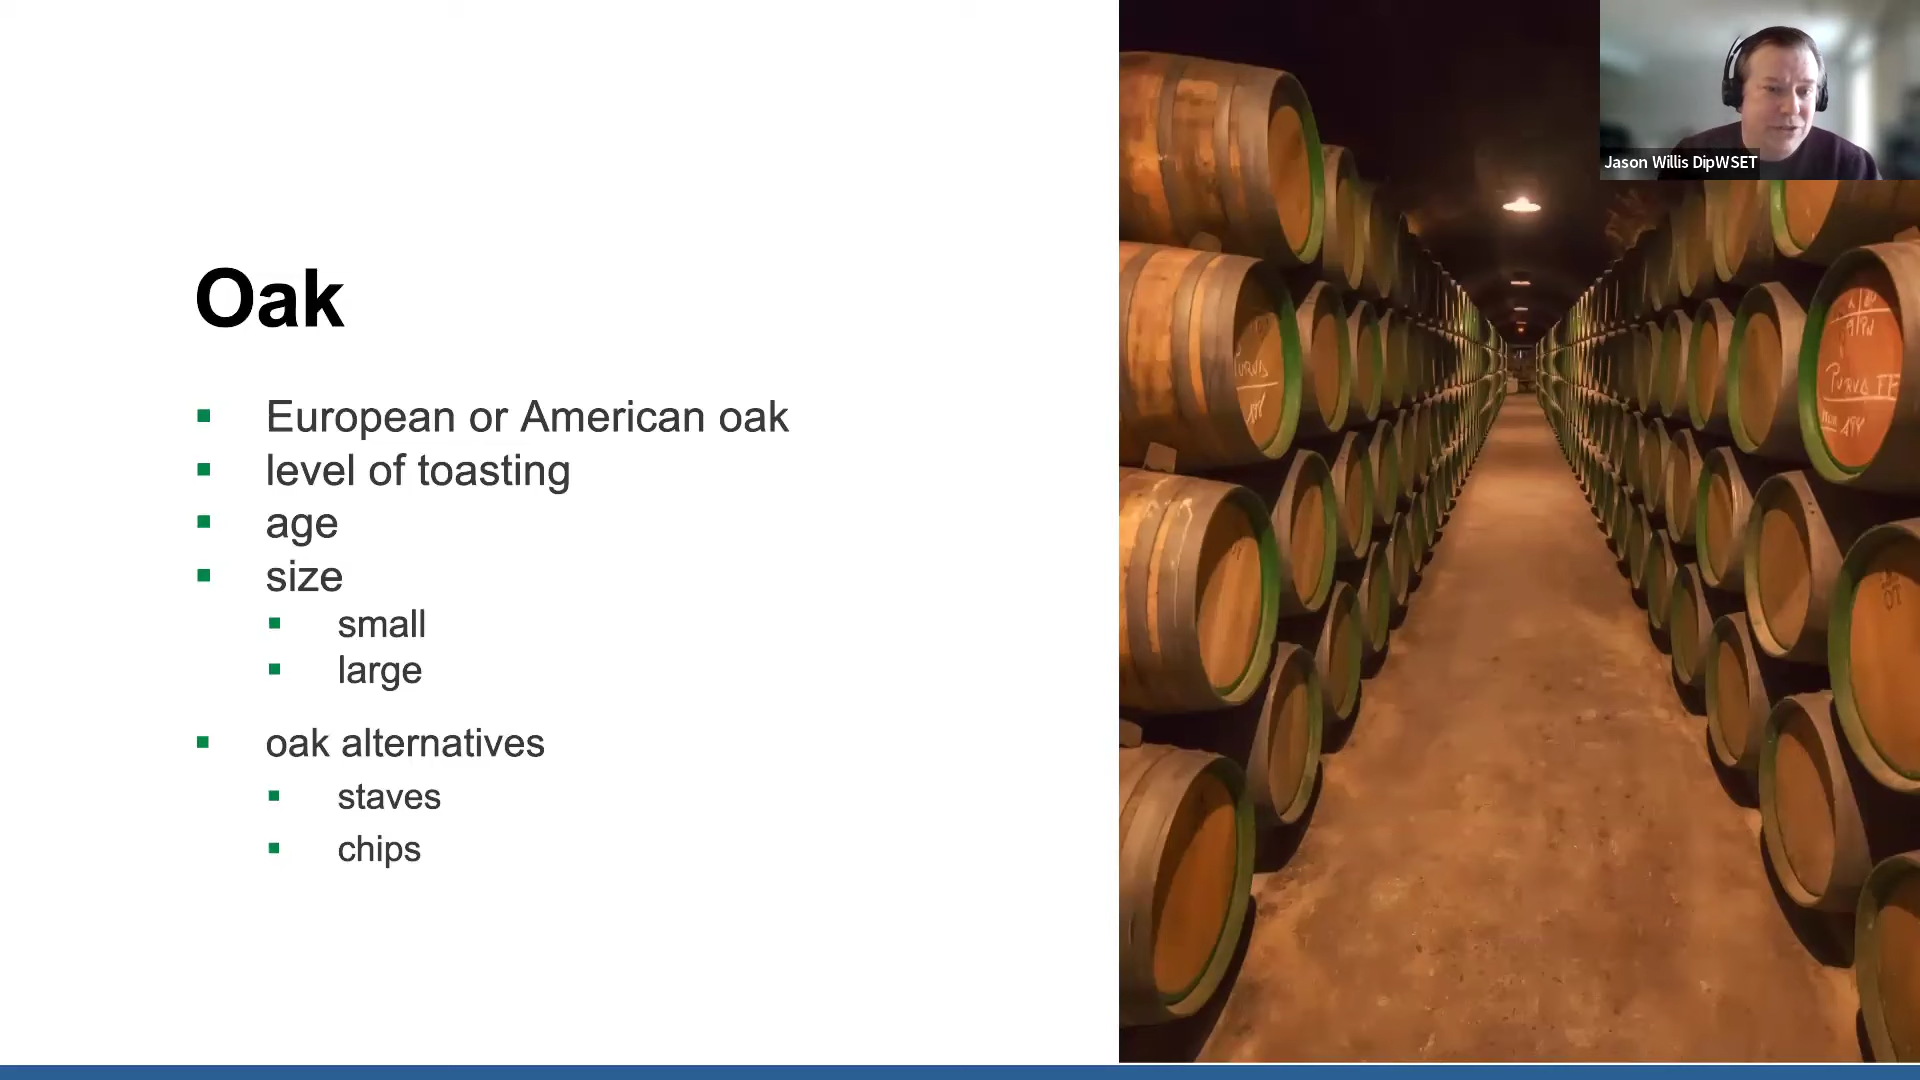 Oak
European or American oak
level of toasting
age
size
small
large
oak alternatives
staves
chips
Jason Willis DipWSET